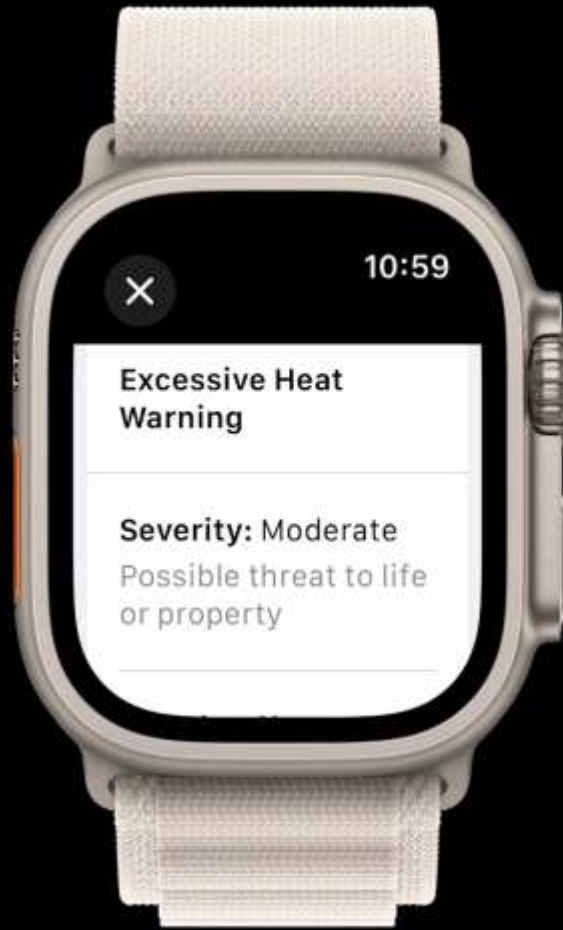 10:59
Excessive Heat
Warning
Severity: Moderate
Possible threat to life
or property